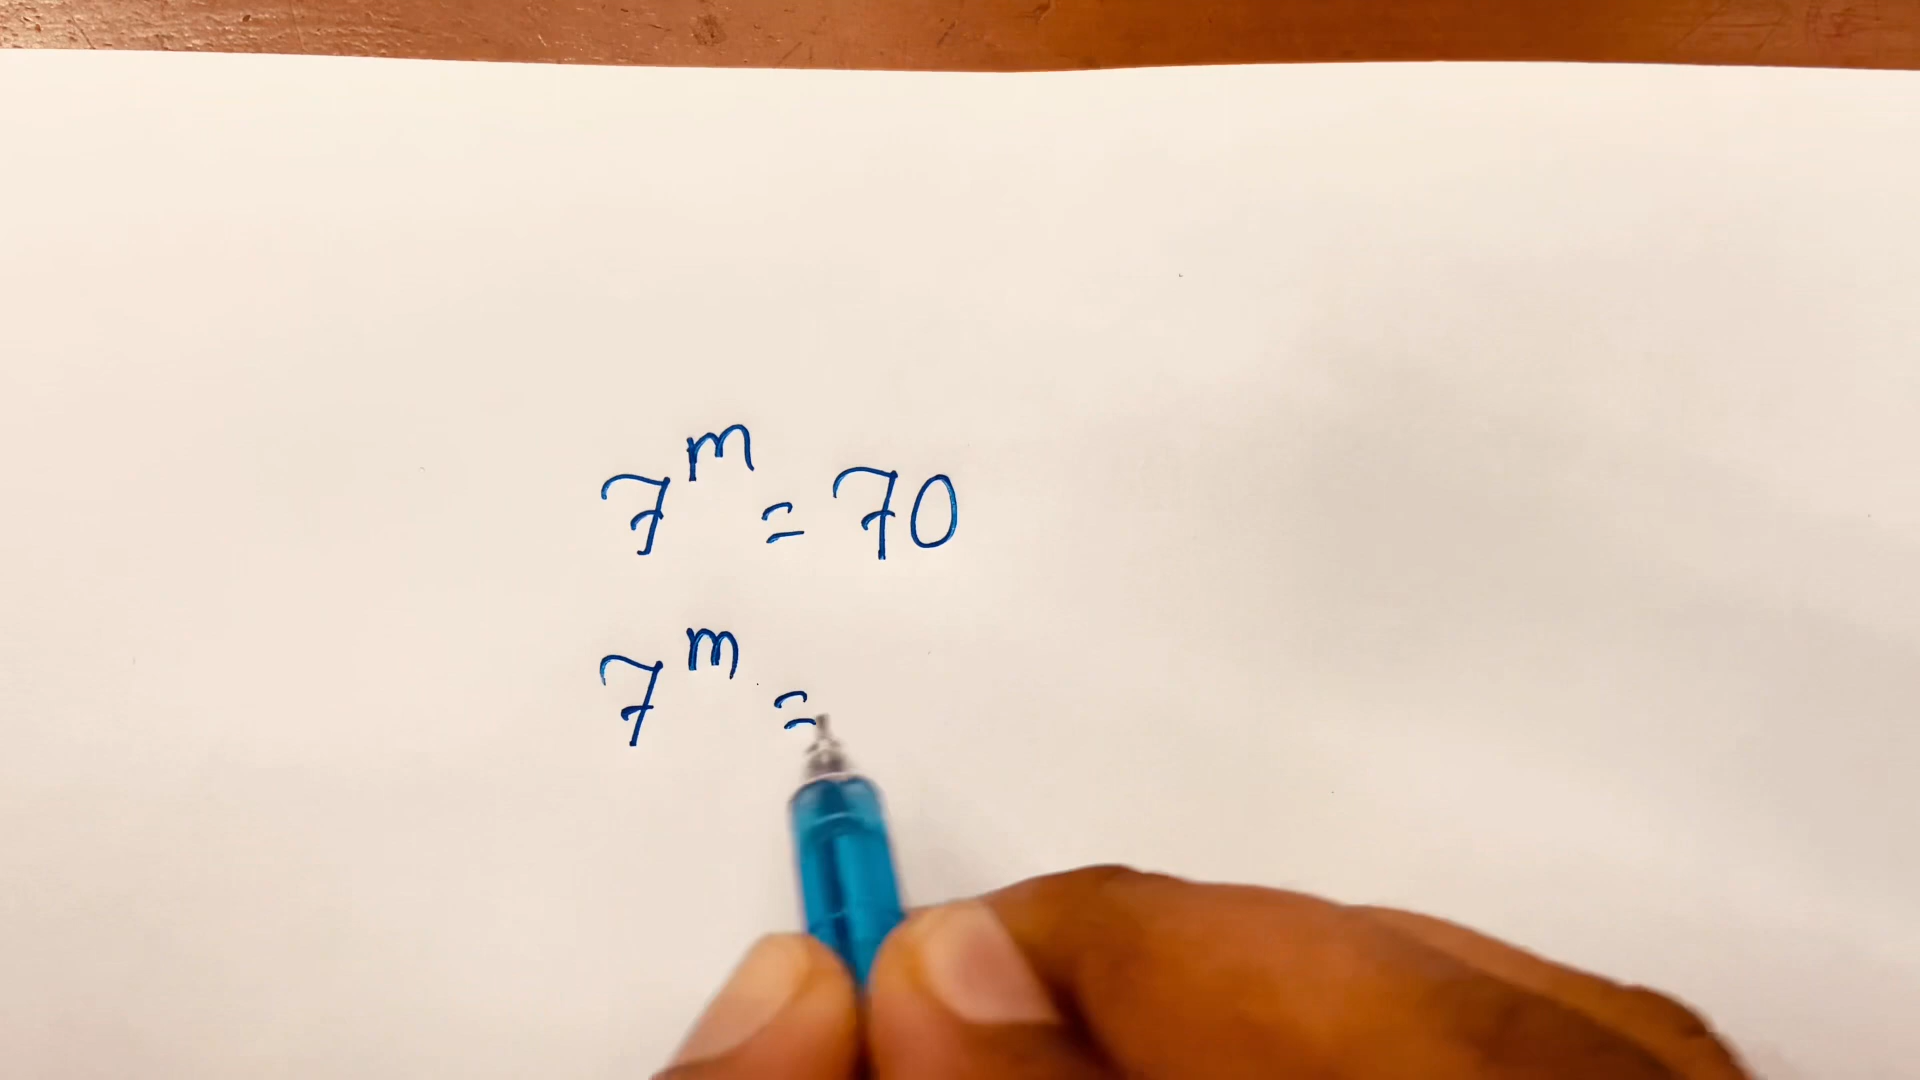 7^m = 70
7^m =